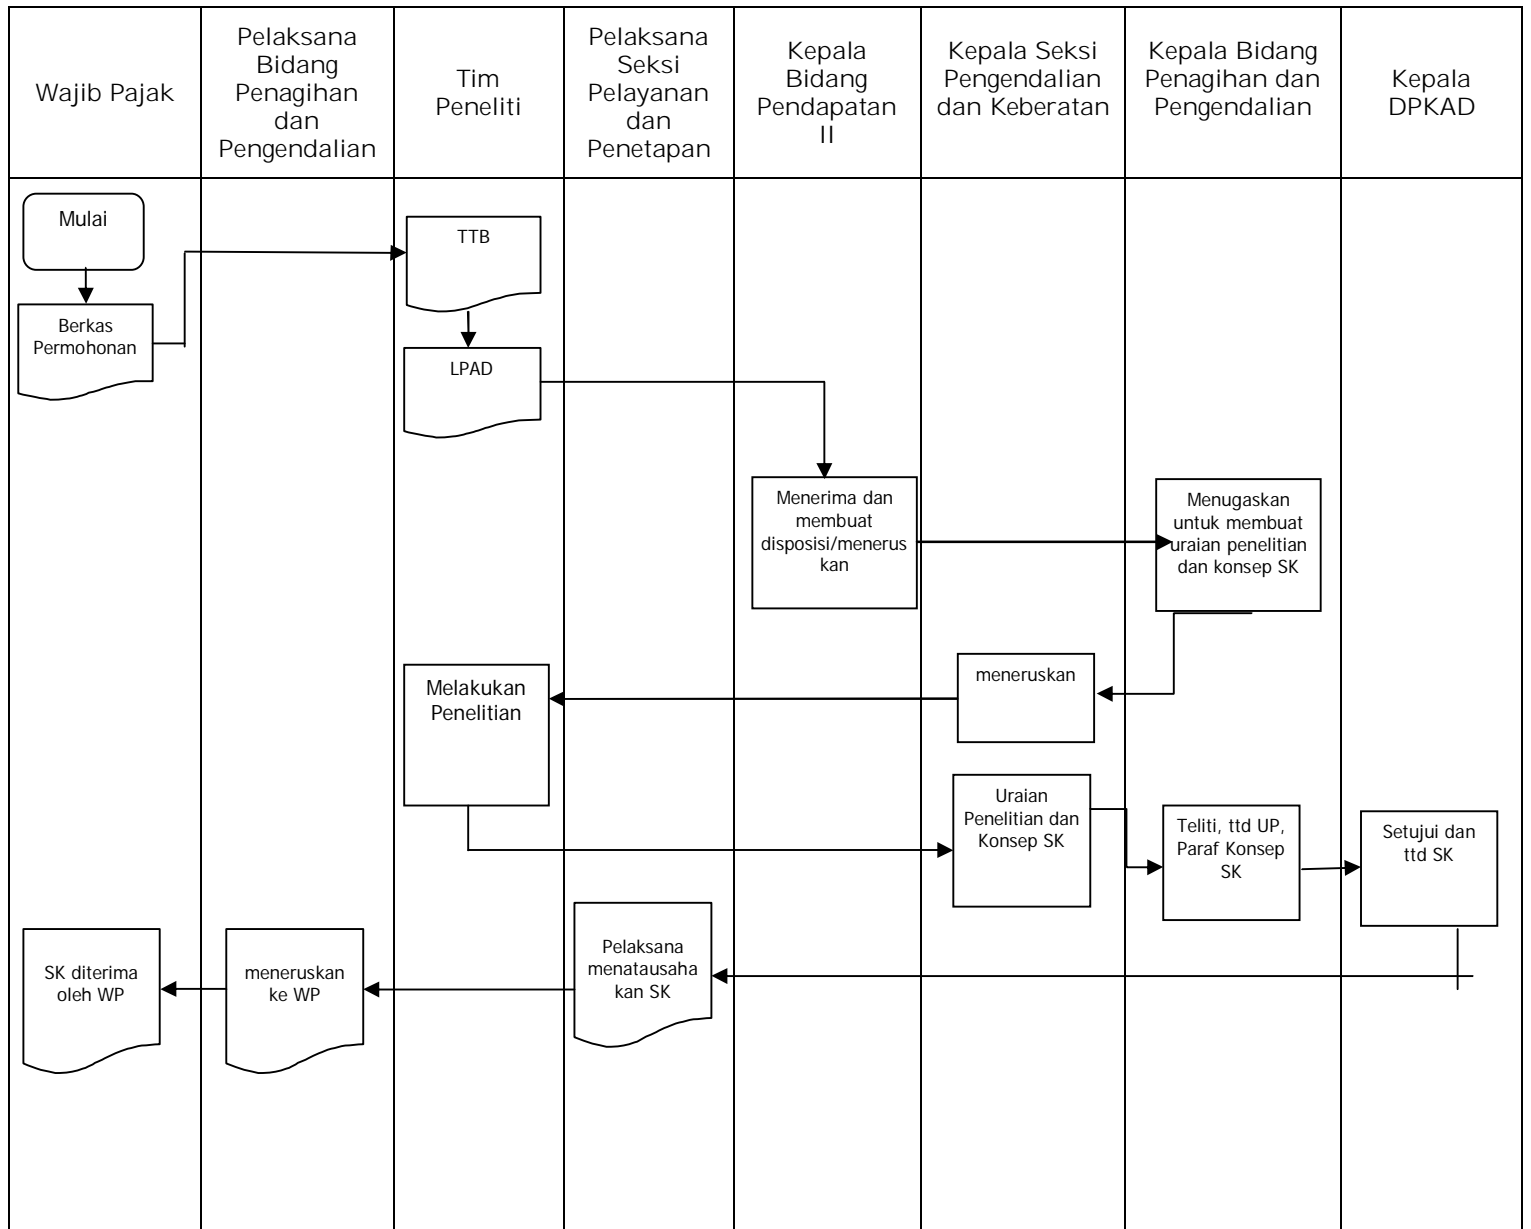 Wajib Pajak
Pelaksana
Bidang
Penagihan
dan
Pengendalian
Tim
Peneliti
Pelaksana
Seksi
Pelayanan
dan
Penetapan
Kepala
Bidang
Pendapatan
II
Kepala Seksi
Pengendalian
dan Keberatan
Kepala Bidang
Penagihan dan
Pengendalian
Kepala
DPKAD
Mulai
Berkas
Permohonan
TTB
LPAD
Menerima dan
membuat
disposisi/menerus
kan
Menugaskan
untuk membuat
uraian penelitian
dan konsep SK
meneruskan
Melakukan
Penelitian
Uraian
Penelitian dan
Konsep SK
Teliti, ttd UP,
Paraf Konsep
SK
Setujui dan
ttd SK
Pelaksana
menatausaha
kan SK
meneruskan
ke WP
SK diterima
oleh WP